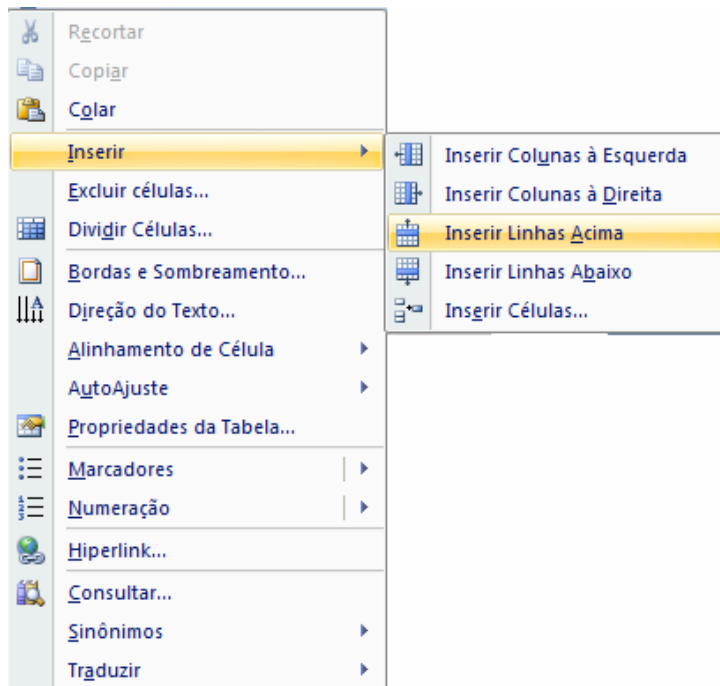 Recortar
Copiar
Colar
Inserir
Excluir células...
Dividir Células...
Bordas e Sombreamento...
Direção do Texto...
Alinhamento de Célula
AutoAjuste
Propriedades da Tabela...
Marcadores
Numeração
Hiperlink...
Consultar...
Sinônimos
Traduzir
Inserir Colunas à Esquerda
Inserir Colunas à Direita
Inserir Linhas Acima
Inserir Linhas Abaixo
Inserir Células...